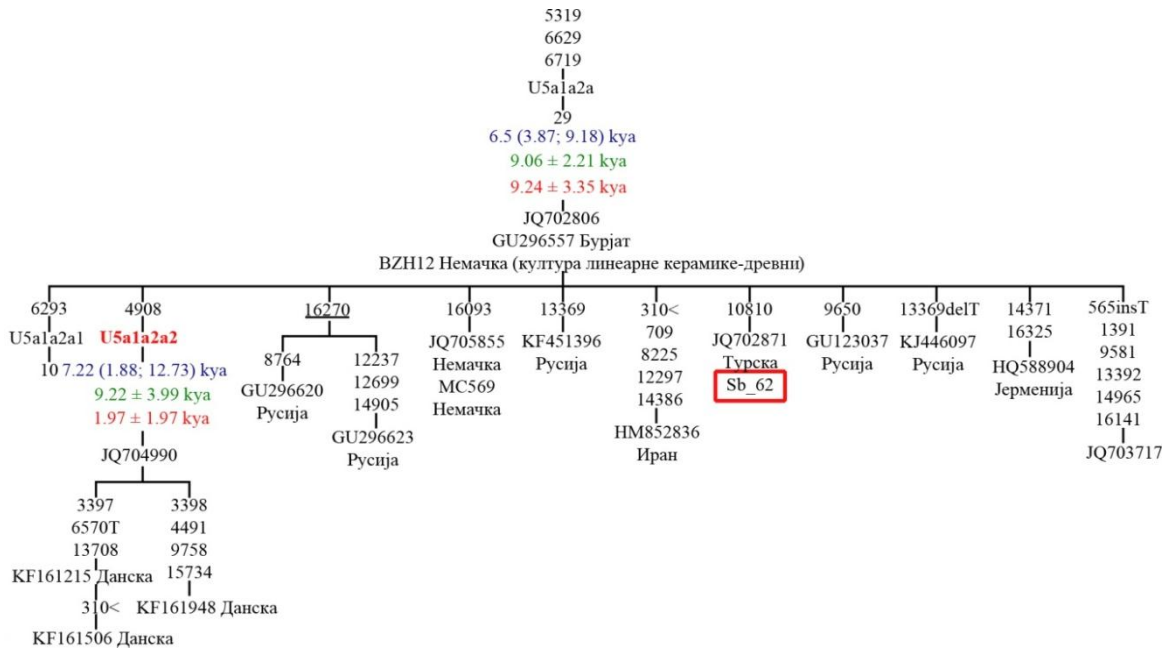 5319
6629
6719
U5a1a2a
29
6.5 (3.87; 9.18) kya
9.06 ± 2.21 kya
9.24 ± 3.35 kya
JQ702806
GU296557 Бурјат
BZH12 Немачка (култура линеарне керамике-древни)
6293
U5a1a2a1
10
4908
U5a1a2a2
7.22 (1.88; 12.73) kya
9.22 ± 3.99 kya
1.97 ± 1.97 kya
JQ704990
3397
6570T
13708
KF161215 Данска
310<
KF161506 Данска
3398
4491
9758
15734
KF161948 Данска
16270
8764
GU296620
Русија
12237
12699
14905
GU296623
Русија
16093
JQ705855
Немачка
MC569
Немачка
13369
KF451396
Русија
310<
709
8225
12297
14386
HM852836
Иран
10810
JQ702871
Турска
Sb_62
9650
GU123037
Русија
13369delT
KJ446097
Русија
14371
16325
HQ588904
Јерменија
565insT
1391
9581
13392
14965
16141
JQ703717